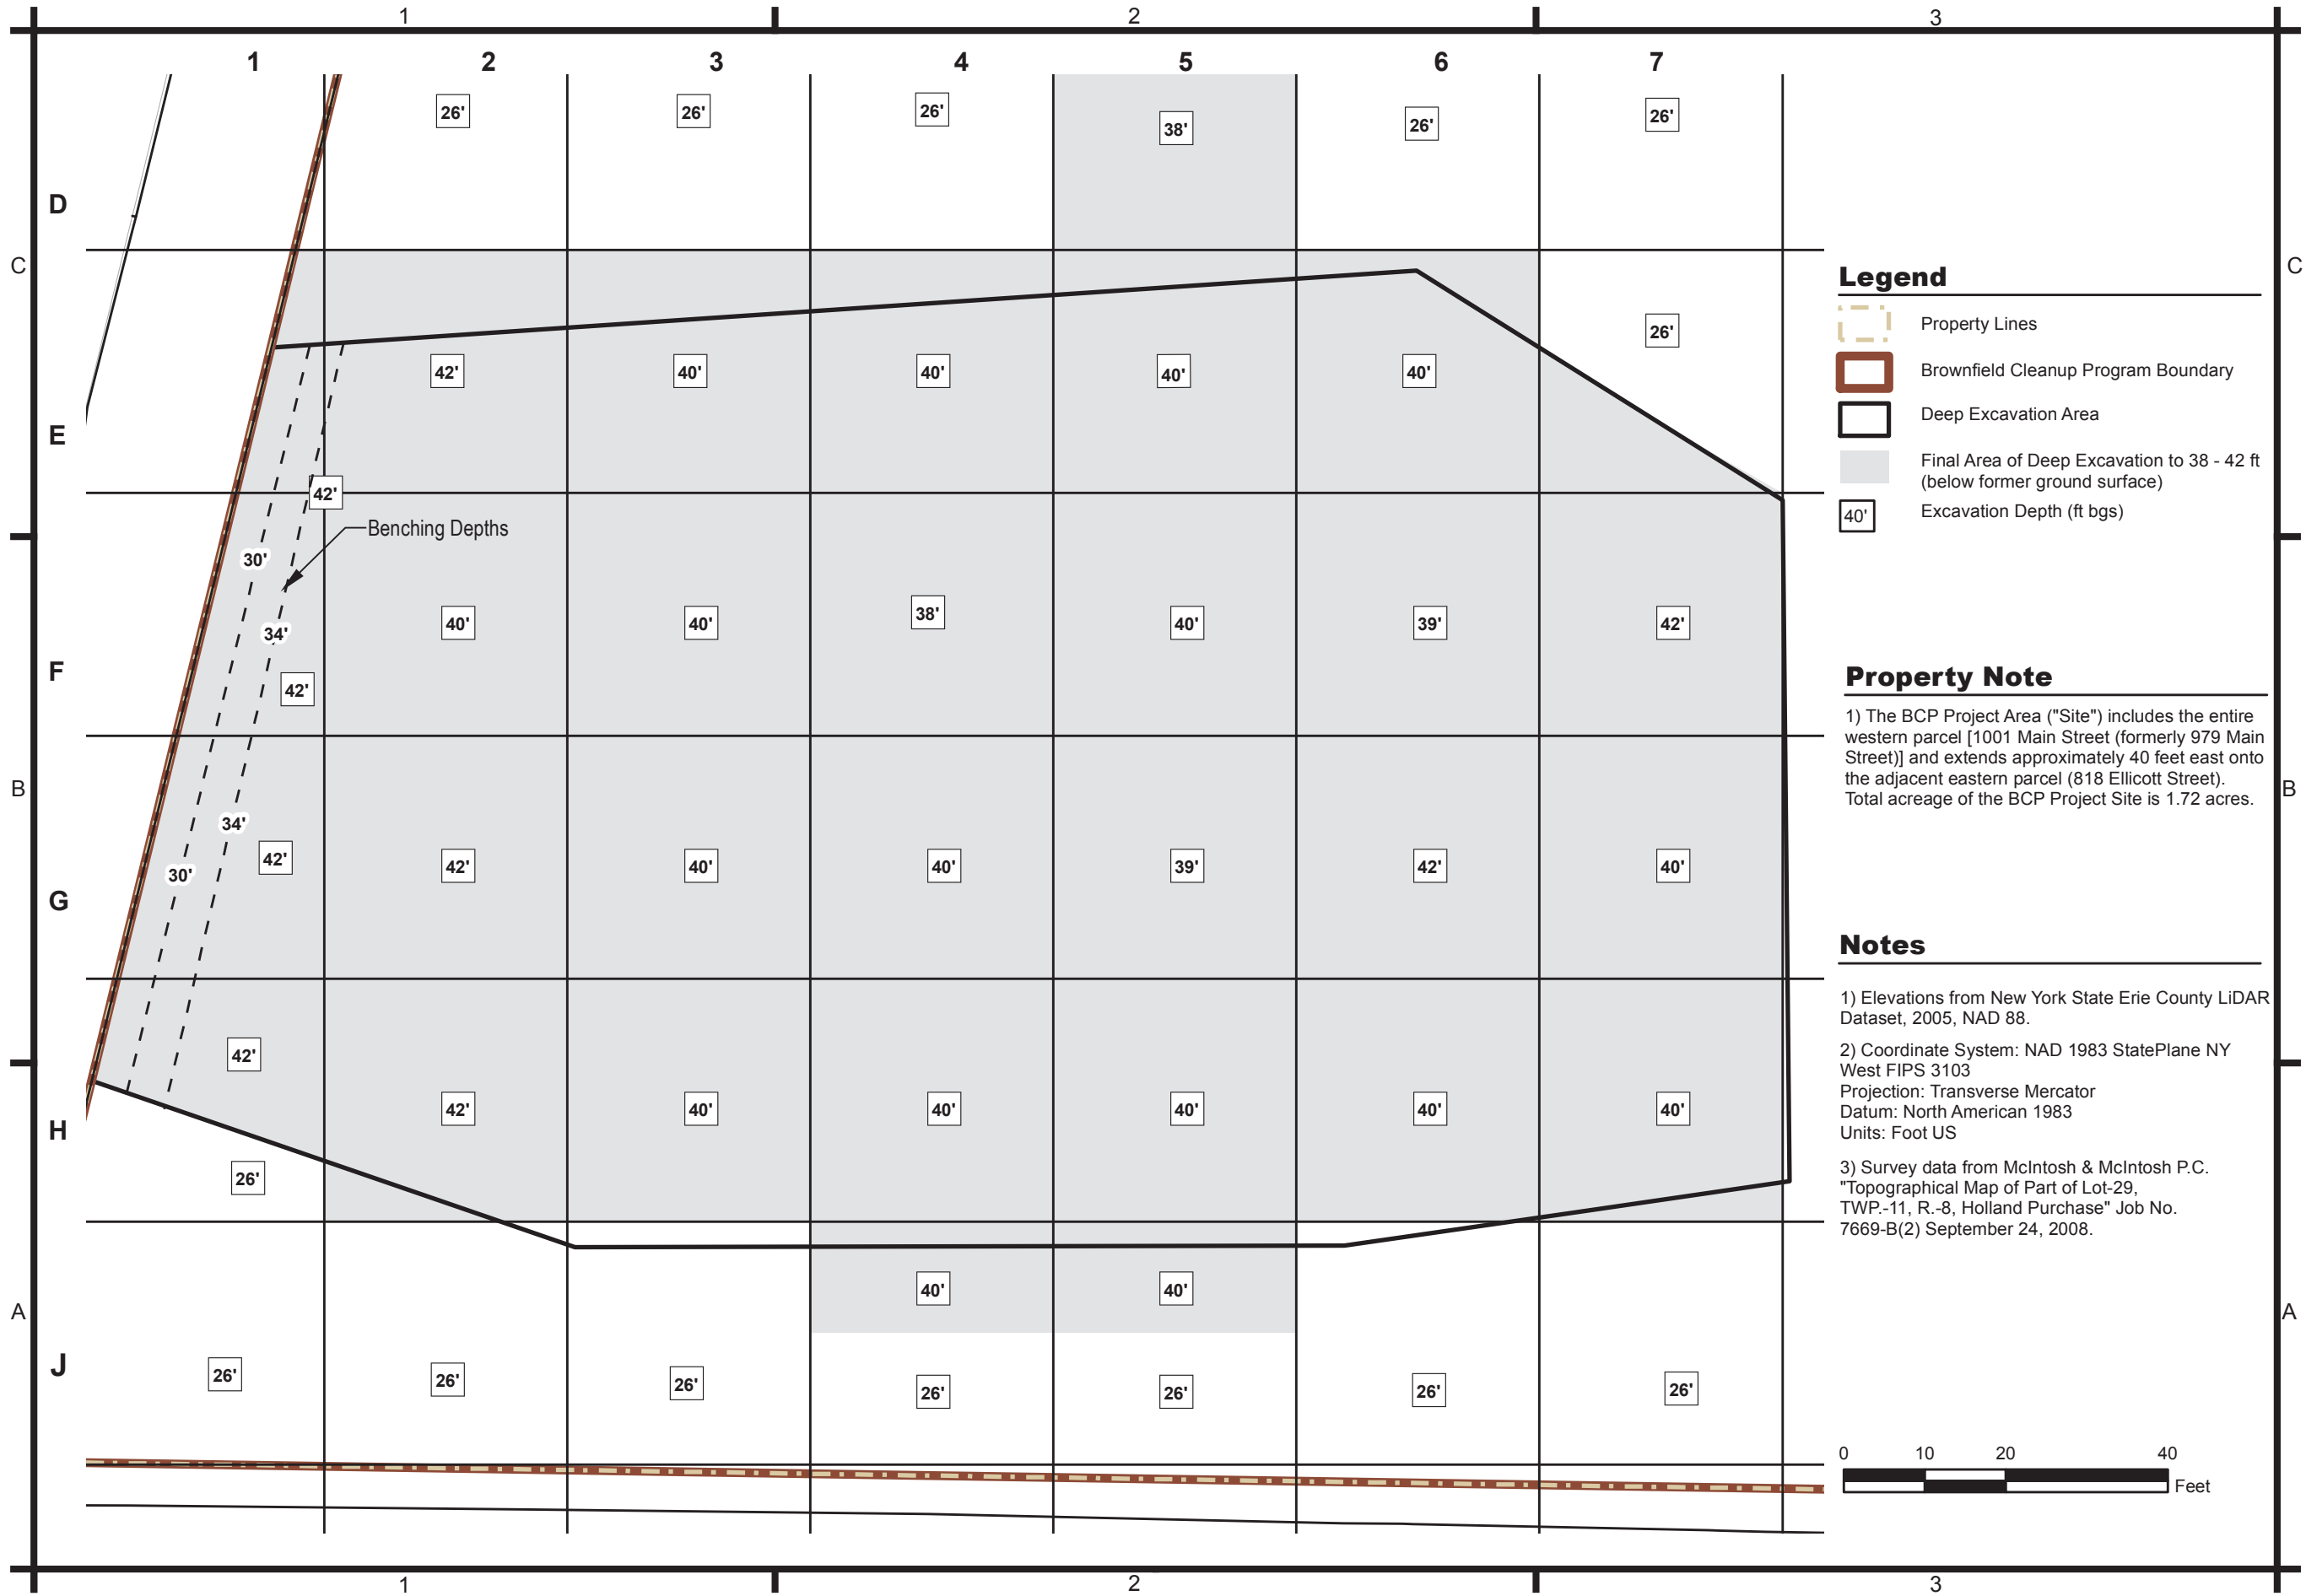 1 2 3
1 2 3 4 5 6 7
26' 26' 26' 38' 26' 26'
D
C C
Legend
Property Lines
Brownfield Cleanup Program Boundary
Deep Excavation Area
Final Area of Deep Excavation to 38 - 42 ft
(below former ground surface)
40' Excavation Depth (ft bgs)
26'
42' 40' 40' 40' 40'
E
42'
Benching Depths
30'
40' 40' 38' 40' 39' 42'
34'
F
42'
Property Note
1) The BCP Project Area ("Site") includes the entire
western parcel [1001 Main Street (formerly 979 Main
Street)] and extends approximately 40 feet east onto
the adjacent eastern parcel (818 Ellicott Street).
Total acreage of the BCP Project Site is 1.72 acres.
B B
34'
42' 42' 40' 40' 39' 42' 40'
30'
G
Notes
1) Elevations from New York State Erie County LiDAR
Dataset, 2005, NAD 88.
2) Coordinate System: NAD 1983 StatePlane NY
West FIPS 3103
Projection: Transverse Mercator
Datum: North American 1983
Units: Foot US
3) Survey data from McIntosh & McIntosh P.C.
"Topographical Map of Part of Lot-29,
TWP.-11, R.-8, Holland Purchase" Job No.
7669-B(2) September 24, 2008.
42'
42' 40' 40' 40' 40' 40'
H
26'
40' 40'
A A
J
26' 26' 26' 26' 26' 26' 26'
0 10 20 40
Feet
1 2 3